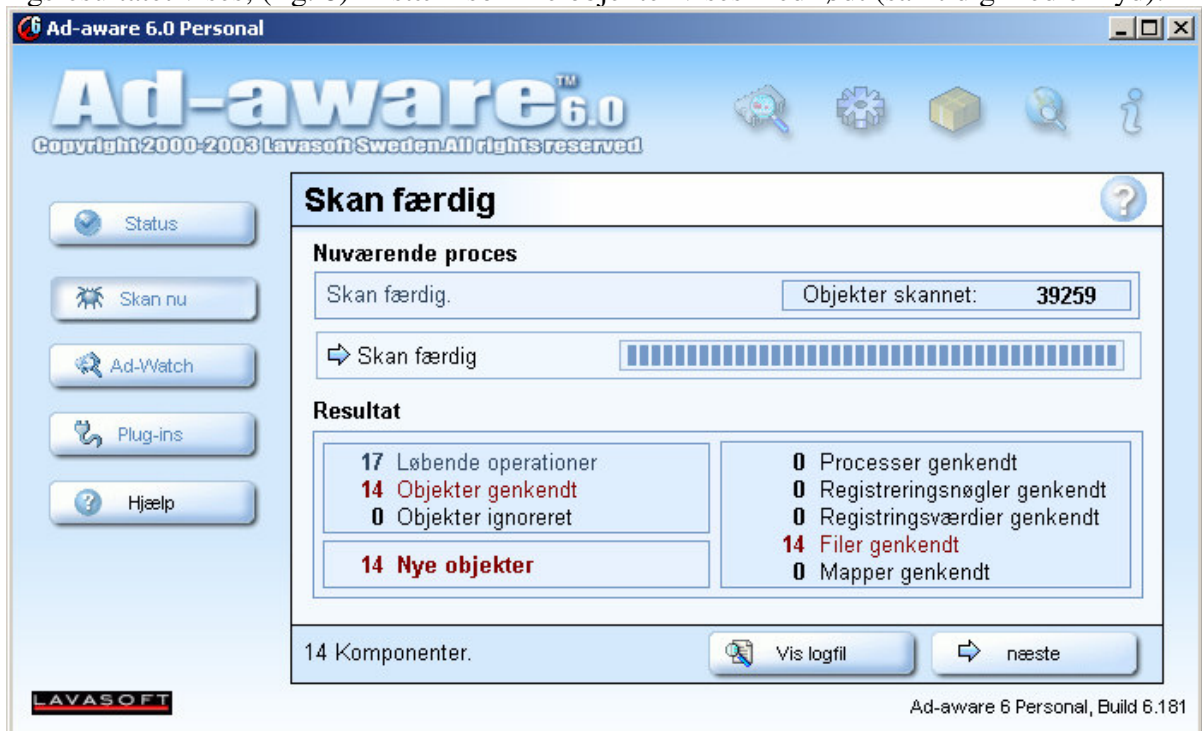 Ad-aware 6.0 Personal
Ad-aware 6.0
TM
Copyright 2000-2003 Lavasoft Sweden. All rights reserved
Status
Skan nu
Ad-Watch
Plug-ins
Hjælp
Skan færdig
Nuværende proces
Skan færdig.
Objekter skannet: 39259
Skan færdig
Resultat
17 Løbende operationer
14 Objekter genkendt
0 Objekter ignoreret
14 Nye objekter
0 Processer genkendt
0 Registreringsnøgler genkendt
0 Registringsværdier genkendt
14 Filer genkendt
0 Mapper genkendt
14 Komponenter.
Vis logfil
næste
LAVASOFT
Ad-aware 6 Personal, Build 6.181